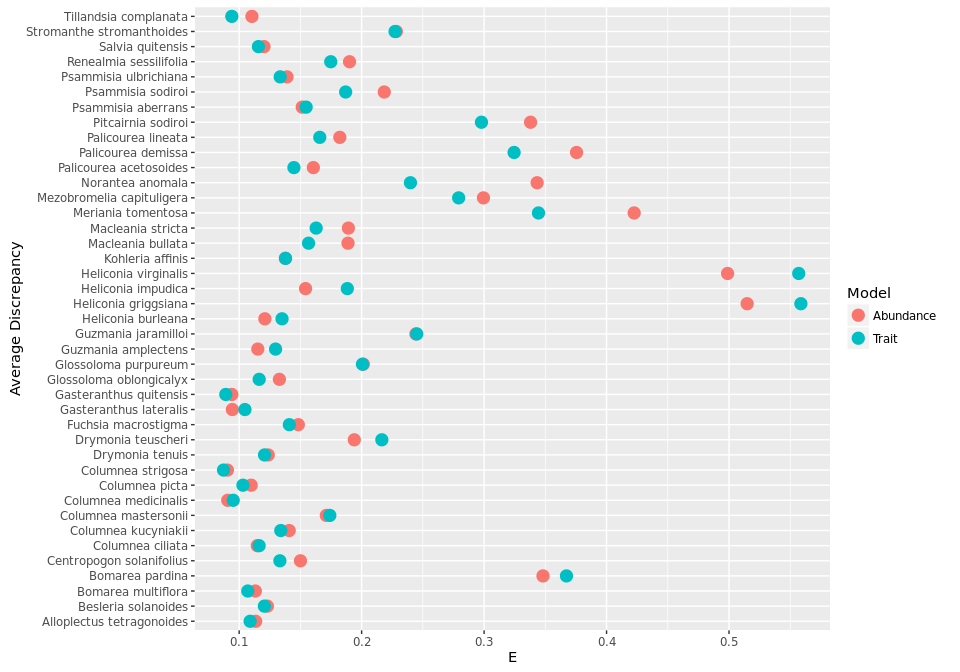 Average Discrepancy
Tillandsia complanata
Stromanthe stromanthoides
Salvia quitensis
Renealmia sessilifolia
Psammisia ulbrichiana
Psammisia sodiroi
Psammisia aberrans
Pitcairnia sodiroi
Palicourea lineata
Palicourea demissa
Palicourea acetosoides
Norantea anomala
Mezobromelia capituligera
Meriania tomentosa
Macleania stricta
Macleania bullata
Kohleria affinis
Heliconia virginalis
Heliconia impudica
Heliconia griggsiana
Heliconia burleana
Guzmania jaramilloi
Guzmania amplectens
Glossoloma purpureum
Glossoloma oblongicalyx
Gasteranthus quitensis
Gasteranthus lateralis
Fuchsia macrostigma
Drymonia teuscheri
Drymonia tenuis
Columnea strigosa
Columnea picta
Columnea medicinalis
Columnea mastersonii
Columnea kucyniakii
Columnea ciliata
Centropogon solanifolius
Bomarea pardina
Bomarea multiflora
Besleria solanoides
Alloplectus tetragonoides
0.1 0.2 0.3 0.4 0.5
E
Model
Abundance
Trait